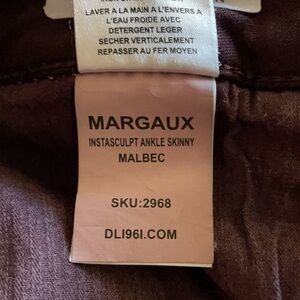 LAVER A LA MAIN A L'ENVERS A
L'EAU FROIDE AVEC
DETERGENT LEGER
SECHER VERTICALEMENT
REPASSER AU FER MOYEN
MARGAUX
INSTASCULPT ANKLE SKINNY
MALBEC
SKU:2968
DL1961.COM